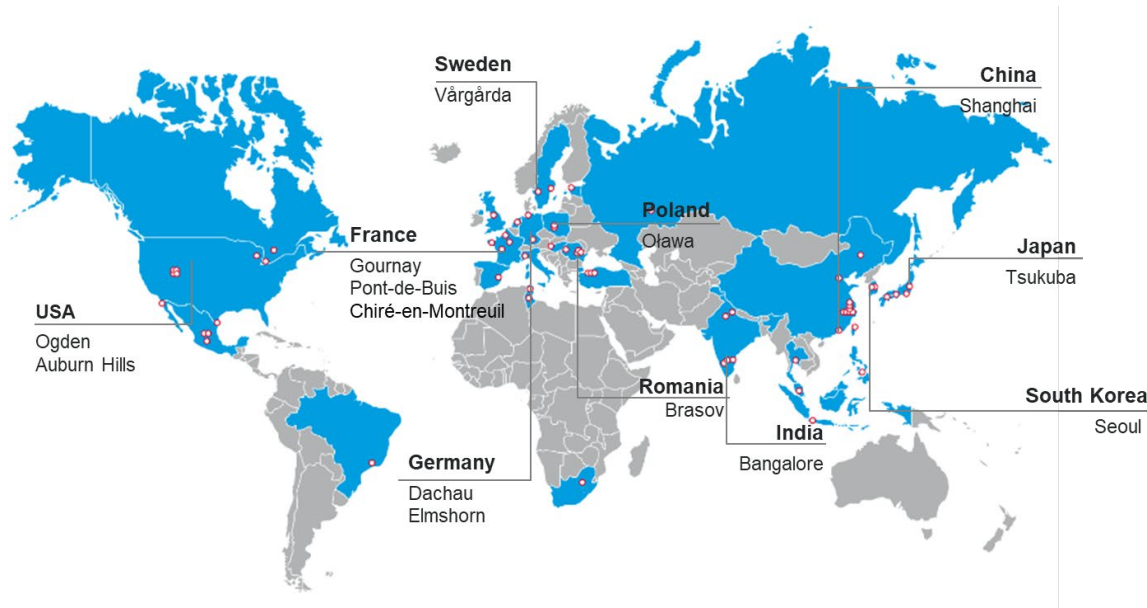 Sweden
Vårgårda
China
Shanghai
Poland
Oława
France
Gournay
Pont-de-Buis
Chiré-en-Montreuil
Japan
Tsukuba
USA
Ogden
Auburn Hills
Romania
Brasov
South Korea
Seoul
India
Bangalore
Germany
Dachau
Elmshorn